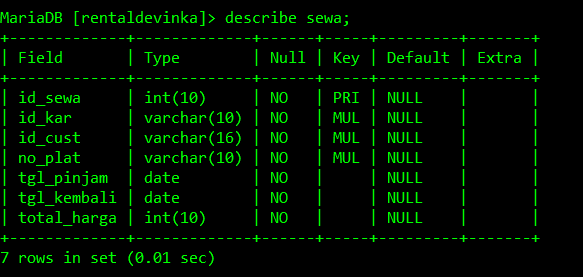 MariaDB [rentaldevinka]> describe sewa;
+-------------+-------------+------+-----+---------+-------+
| Field       | Type        | Null | Key | Default | Extra |
+-------------+-------------+------+-----+---------+-------+
| id_sewa     | int(10)     | NO   | PRI | NULL    |       |
| id_kar      | varchar(10) | NO   | MUL | NULL    |       |
| id_cust     | varchar(16) | NO   | MUL | NULL    |       |
| no_plat     | varchar(10) | NO   | MUL | NULL    |       |
| tgl_pinjam  | date        | NO   |     | NULL    |       |
| tgl_kembali | date        | NO   |     | NULL    |       |
| total_harga | int(10)     | NO   |     | NULL    |       |
+-------------+-------------+------+-----+---------+-------+
7 rows in set (0.01 sec)